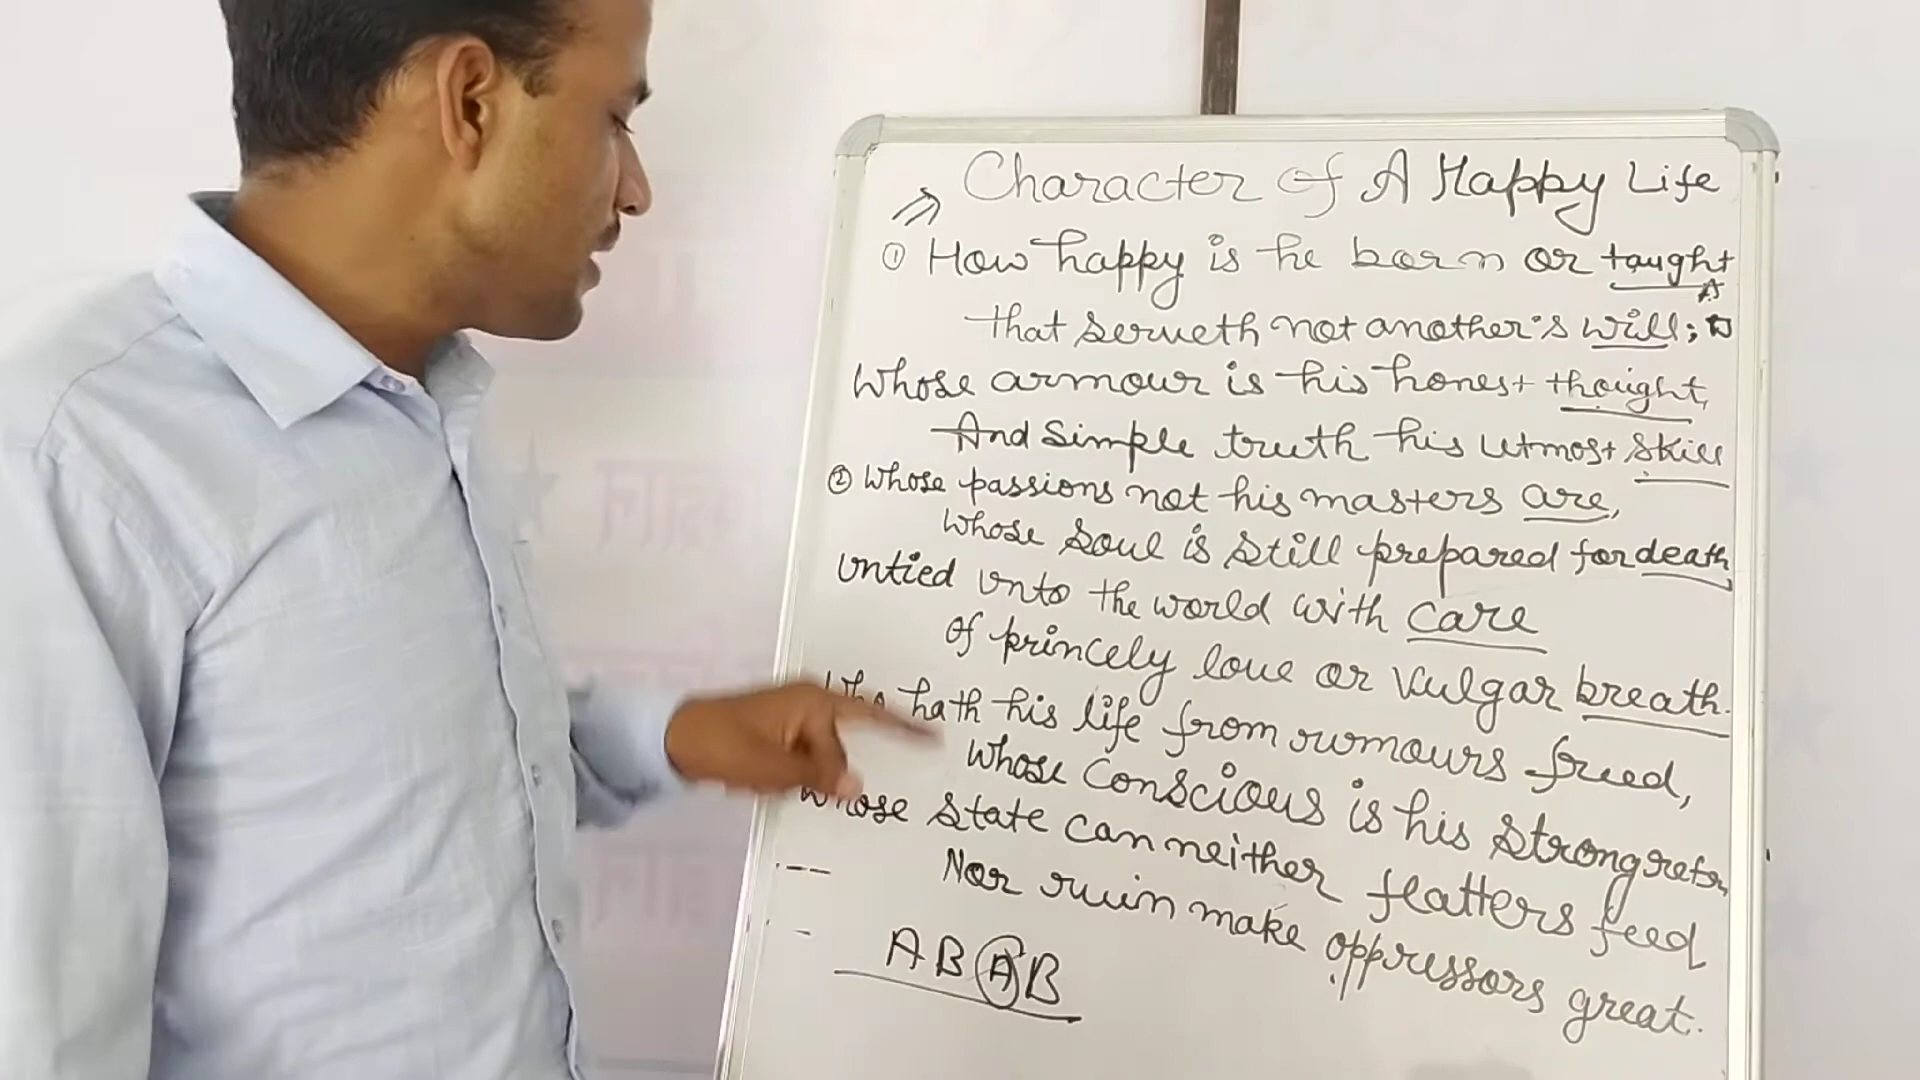 Character of A Happy Life
① How happy is he born or taught
A
that serveth not another's will; B
Whose armour is his honest thought,
And Simple truth his utmost skill
② Whose passions not his masters are,
Whose soul is still prepared for death,
Untied unto the world with care
Of princely love or vulgar breath.
Who hath his life from rumours freed,
Whose Conscious is his strong
Whose state can neither flatters feed
Nor ruin make oppressors great.
A B A B